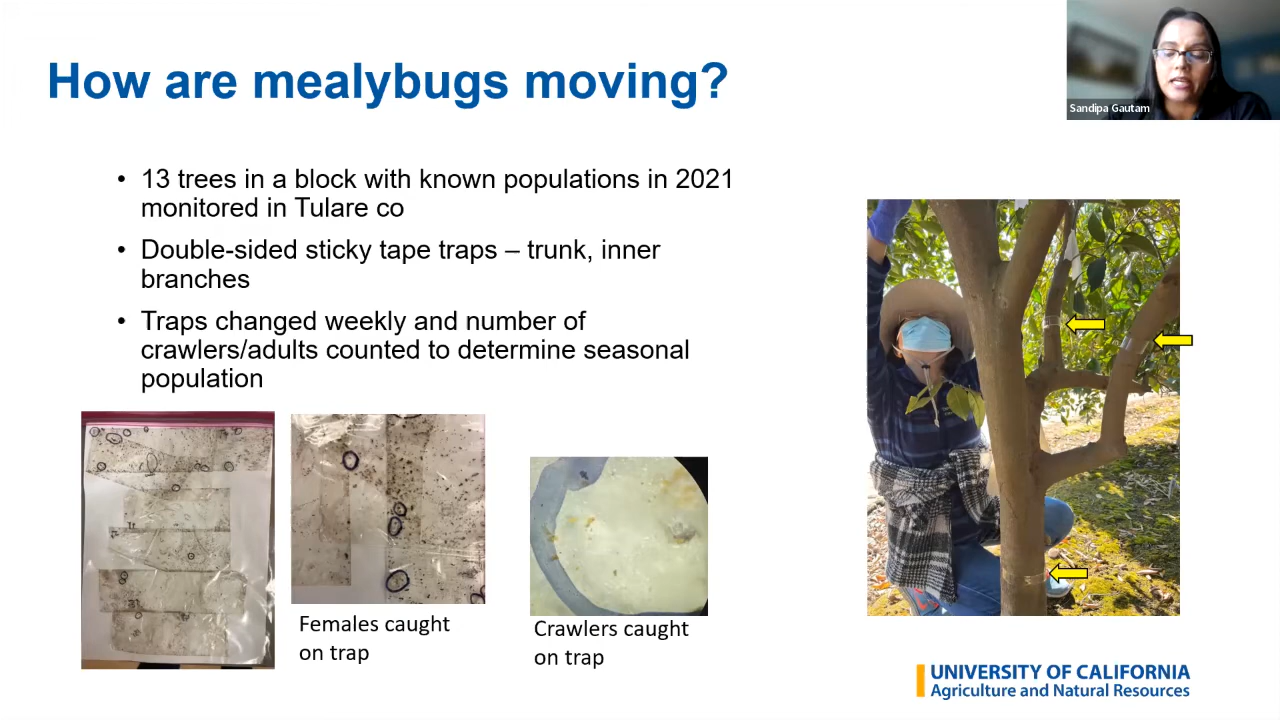 How are mealybugs moving?
Sandipa Gautam
• 13 trees in a block with known populations in 2021
monitored in Tulare co
• Double-sided sticky tape traps – trunk, inner
branches
• Traps changed weekly and number of
crawlers/adults counted to determine seasonal
population
Females caught
on trap
Crawlers caught
on trap
UNIVERSITY OF CALIFORNIA
Agriculture and Natural Resources